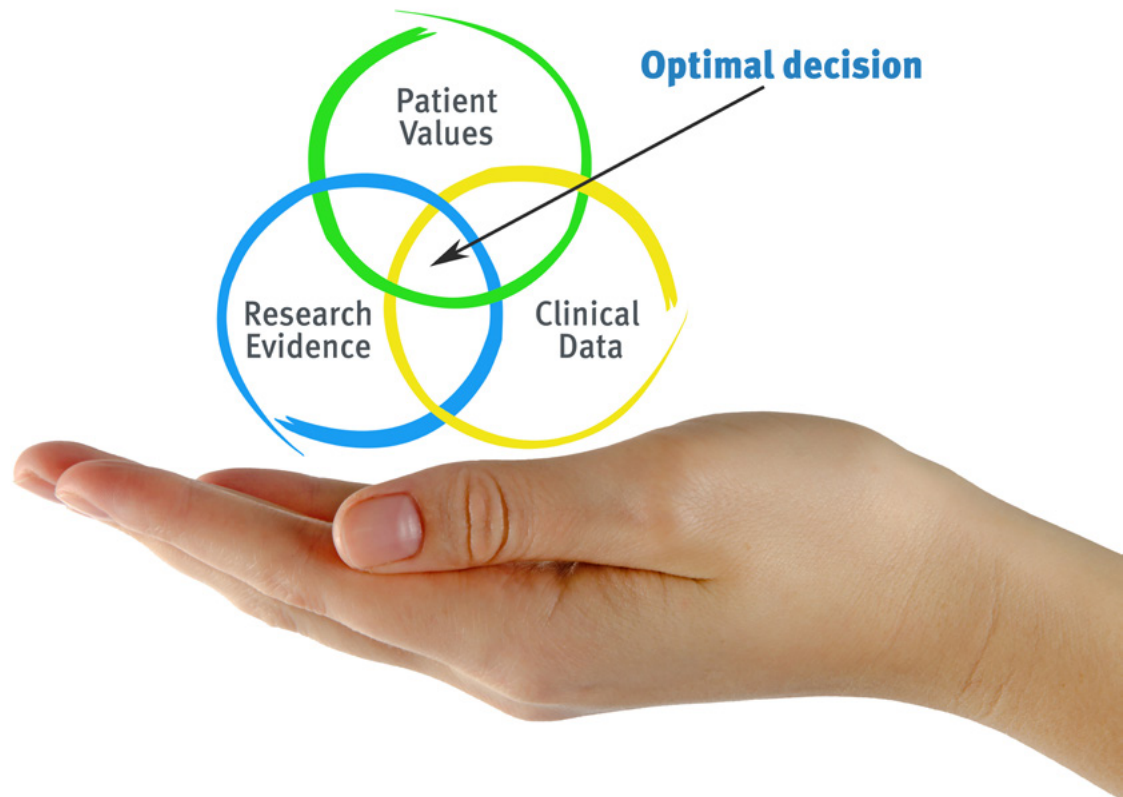 Optimal decision
Patient
Values
Research
Evidence
Clinical
Data